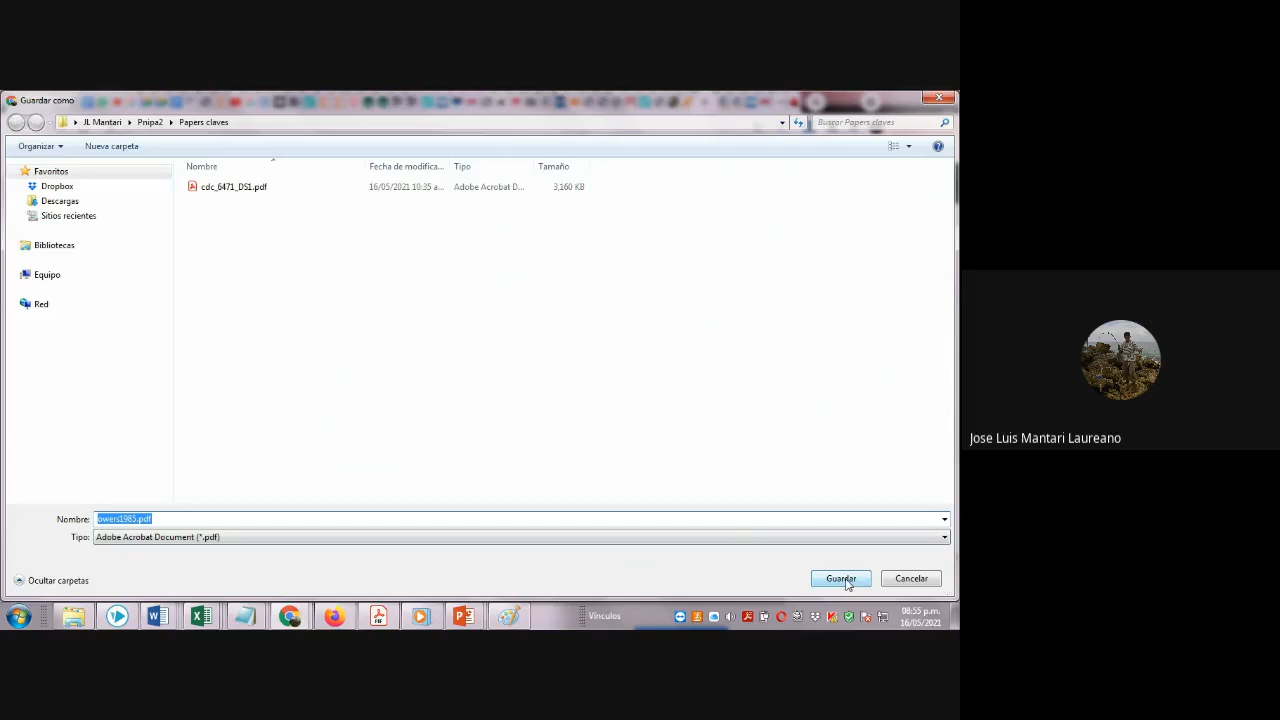 Guardar como
JL Mantari Pnipa2 Papers claves
Buscar Papers claves
Organizar Nueva carpeta
Favoritos
Dropbox
Descargas
Sitios recientes
Bibliotecas
Equipo
Red
Nombre Fecha de modifica... Tipo Tamaño
cdc_6471_DS1.pdf 16/05/2021 10:35 a... Adobe Acrobat D... 3,160 KB
Nombre: owers1985.pdf
Tipo: Adobe Acrobat Document (*.pdf)
Ocultar carpetas Guardar Cancelar
Vínculos
08:55 p.m.
16/05/2021
Jose Luis Mantari Laureano